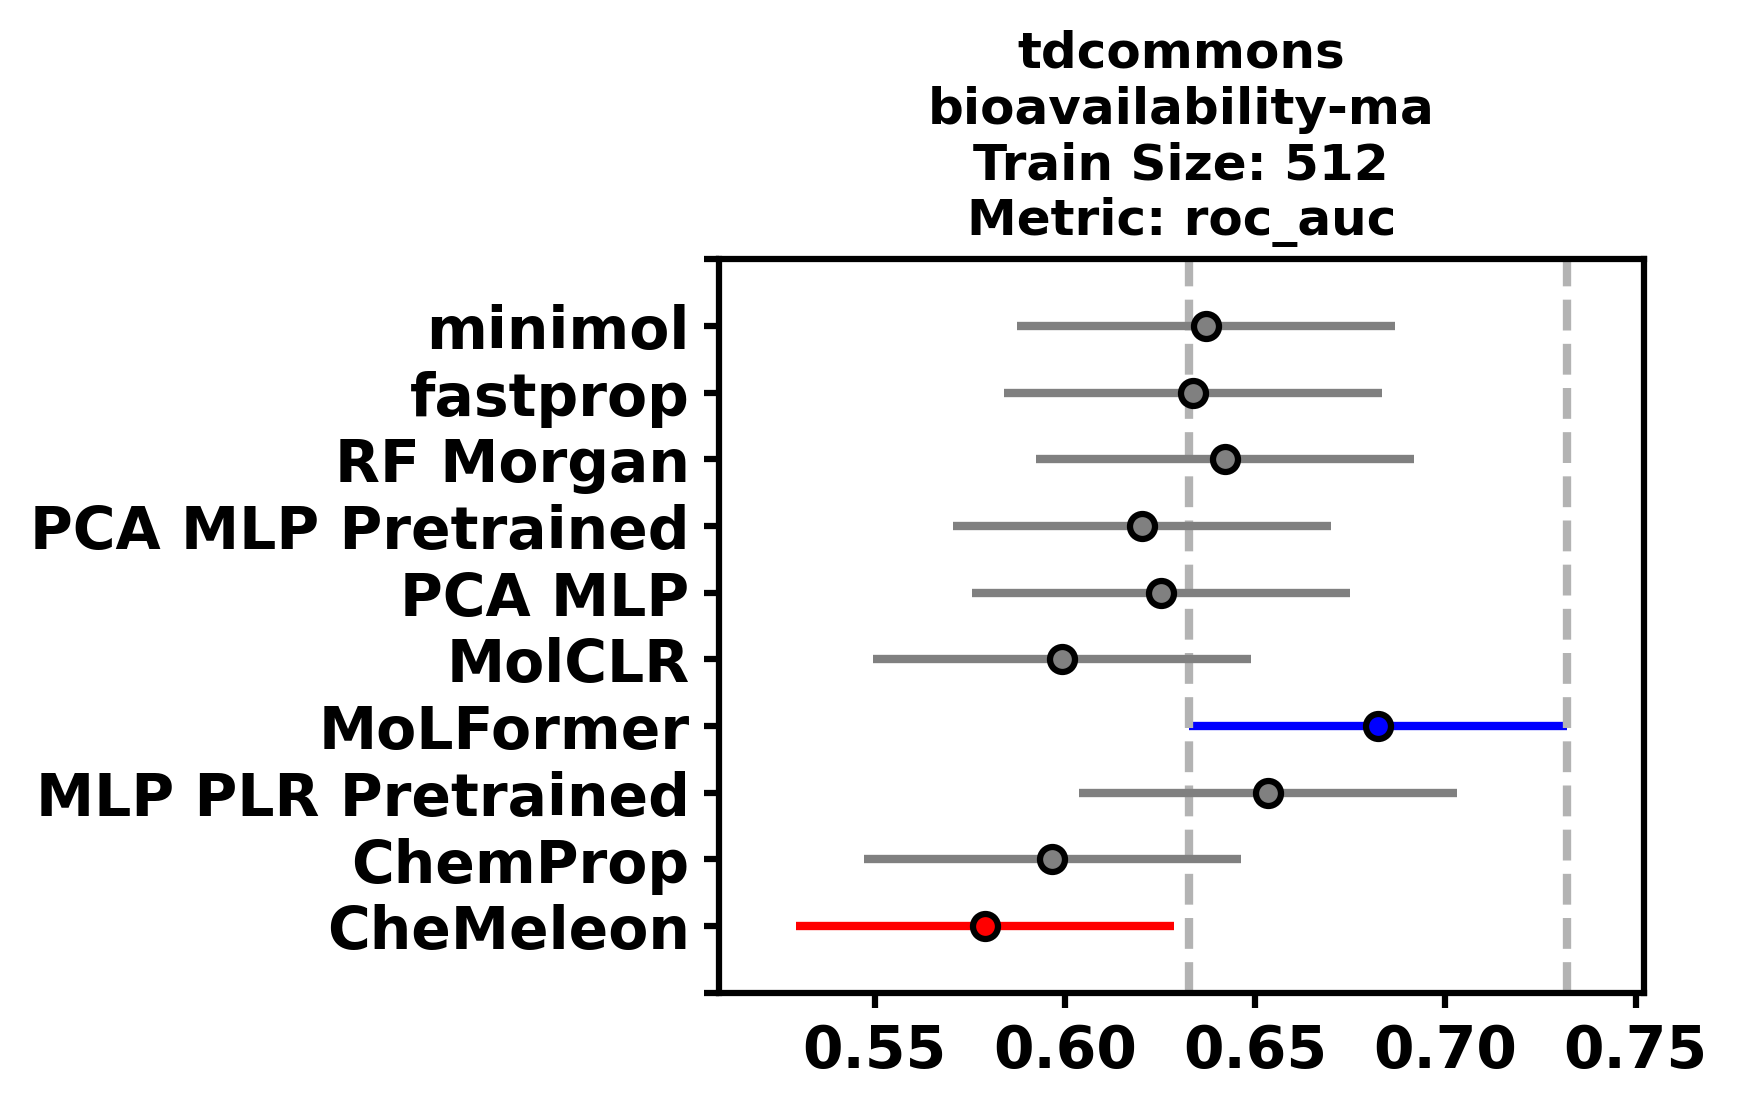 tdcommons
bioavailability-ma
Train Size: 512
Metric: roc_auc
minimol
fastprop
RF Morgan
PCA MLP Pretrained
PCA MLP
MolCLR
MoLFormer
MLP PLR Pretrained
ChemProp
CheMeleon
0.55 0.60 0.65 0.70 0.75